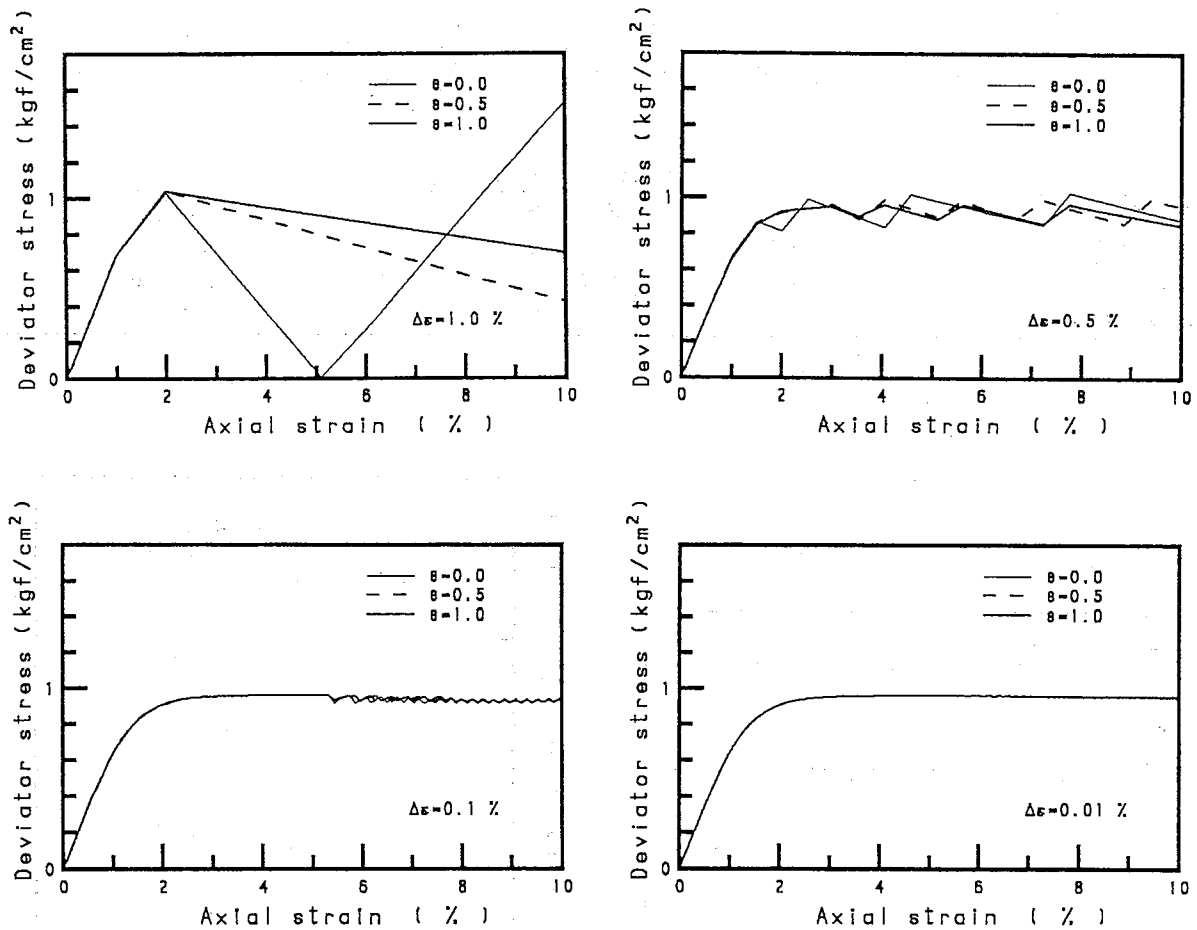 Deviator stress (kgf/cm²)
θ=0.0
θ=0.5
θ=1.0
1
0
Δε=1.0 %
0 2 4 6 8 10
Axial strain ( % )
Deviator stress (kgf/cm²)
θ=0.0
θ=0.5
θ=1.0
1
0
Δε=0.5 %
0 2 4 6 8 10
Axial strain ( % )
Deviator stress (kgf/cm²)
θ=0.0
θ=0.5
θ=1.0
1
0
Δε=0.1 %
0 2 4 6 8 10
Axial strain ( % )
Deviator stress (kgf/cm²)
θ=0.0
θ=0.5
θ=1.0
1
0
Δε=0.01 %
0 2 4 6 8 10
Axial strain ( % )